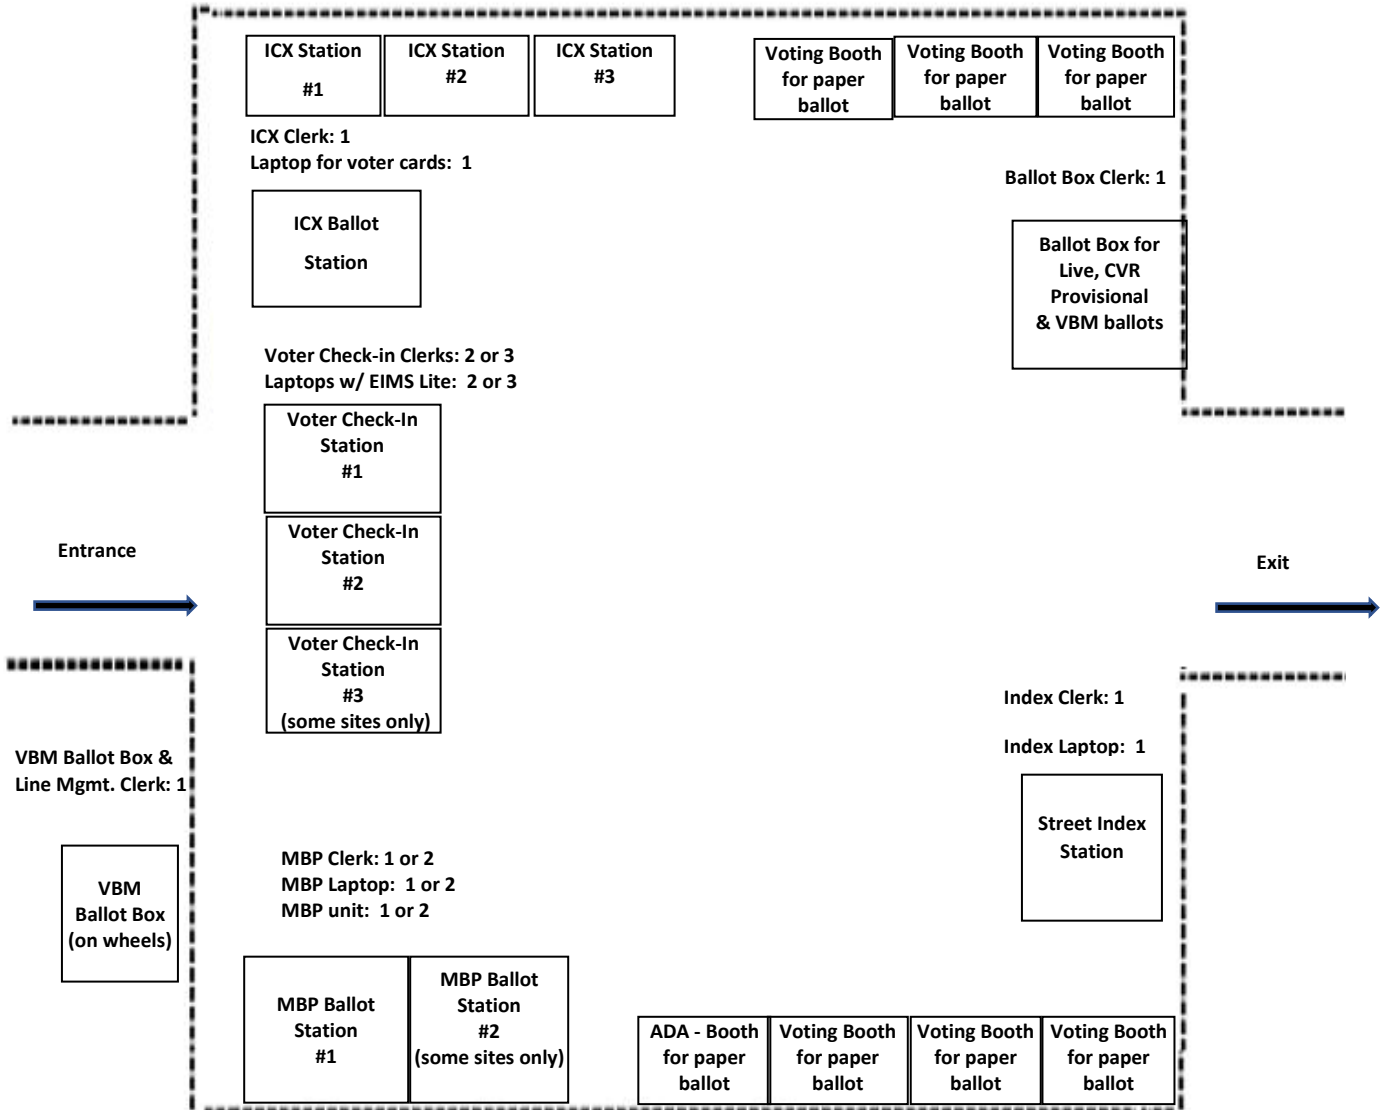 ICX Station
#1
ICX Station
#2
ICX Station
#3
Voting Booth
for paper
ballot
Voting Booth
for paper
ballot
Voting Booth
for paper
ballot
ICX Clerk: 1
Laptop for voter cards: 1
ICX Ballot
Station
Ballot Box Clerk: 1
Ballot Box for
Live, CVR
Provisional
& VBM ballots
Voter Check-in Clerks: 2 or 3
Laptops w/ EIMS Lite: 2 or 3
Voter Check-In
Station
#1
Voter Check-In
Station
#2
Voter Check-In
Station
#3
(some sites only)
Entrance
Exit
VBM Ballot Box &
Line Mgmt. Clerk: 1
VBM
Ballot Box
(on wheels)
Index Clerk: 1
Index Laptop: 1
Street Index
Station
MBP Clerk: 1 or 2
MBP Laptop: 1 or 2
MBP unit: 1 or 2
MBP Ballot
Station
#1
MBP Ballot
Station
#2
(some sites only)
ADA - Booth
for paper
ballot
Voting Booth
for paper
ballot
Voting Booth
for paper
ballot
Voting Booth
for paper
ballot